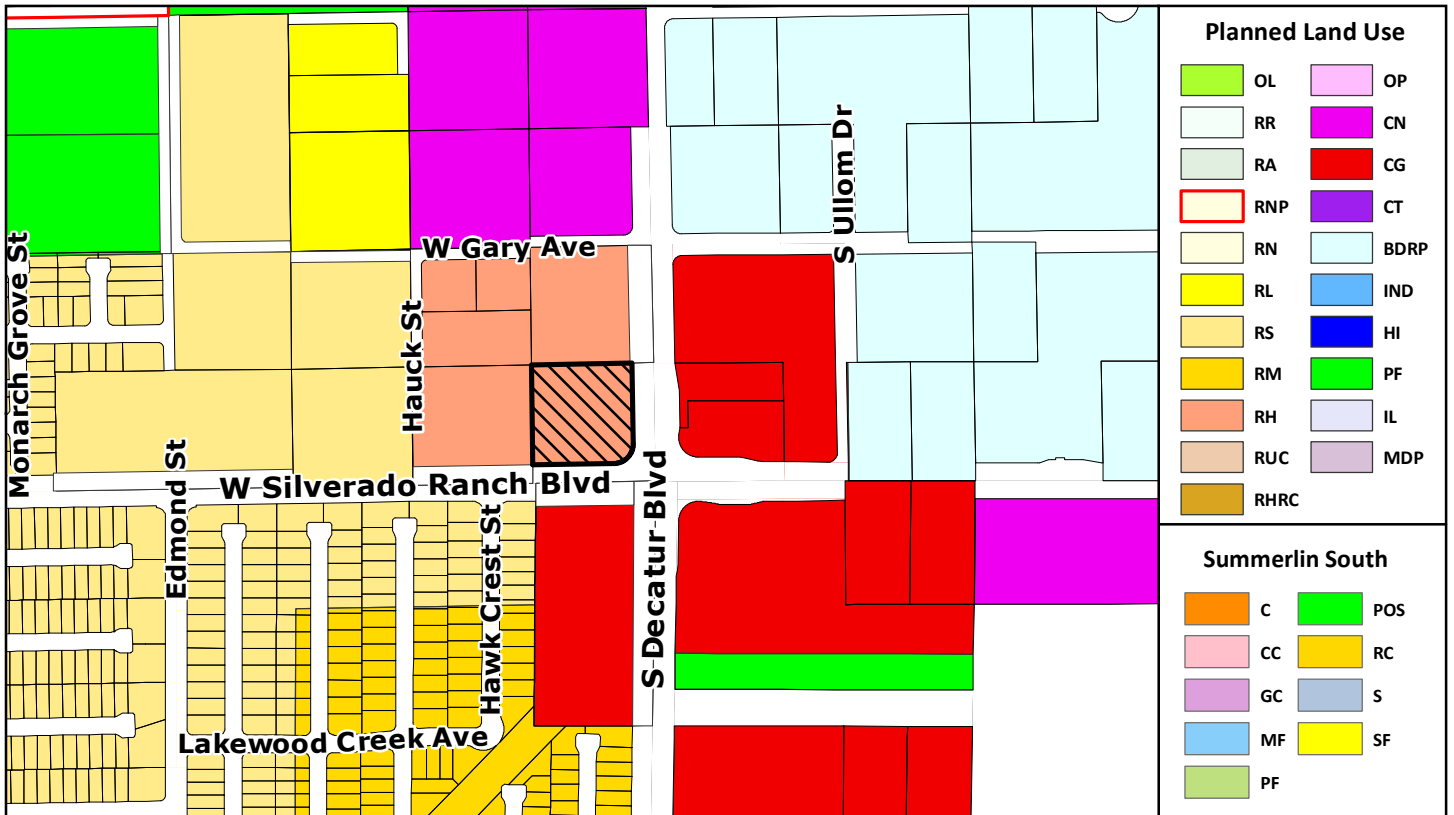 S Ullom Dr
W Gary Ave
Monarch Grove St
Hauck St
W Silverado Ranch Blvd
Edmond St
Hawk Crest St
S Decatur Blvd
Lakewood Creek Ave
Planned Land Use
OL
OP
RR
CN
RA
CG
RNP
CT
RN
BDRP
RL
IND
RS
HI
RM
PF
RH
IL
RUC
MDP
RHRC
Summerlin South
C
POS
CC
RC
GC
S
MF
SF
PF